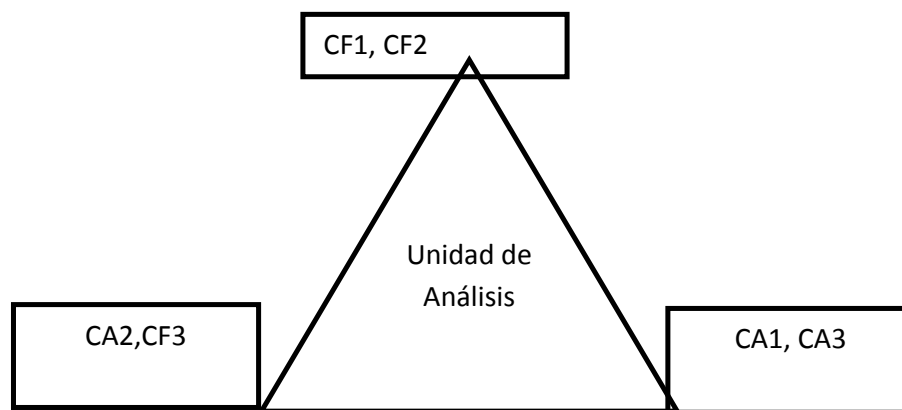 CF1, CF2
Unidad de
Análisis
CA2,CF3
CA1, CA3